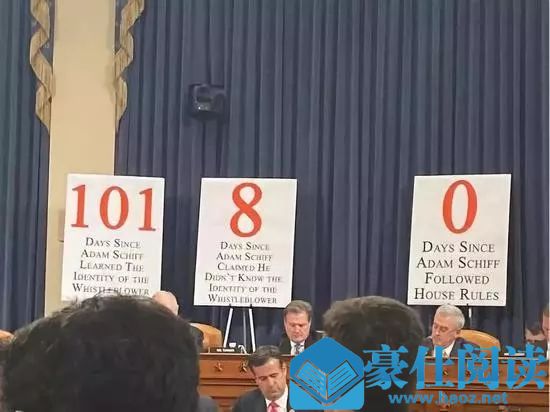 101
DAYS SINCE
ADAM SCHIFF
LEARNED THE
IDENTITY OF THE
WHISTLEBLOWER
8
DAYS SINCE
ADAM SCHIFF
CLAIMED HE
DIDN'T KNOW THE
IDENTITY OF THE
WHISTLEBLOWER
0
DAYS SINCE
ADAM SCHIFF
FOLLOWED
HOUSE RULES
MR. TURNER
豪仕阅读
www.haoz.net